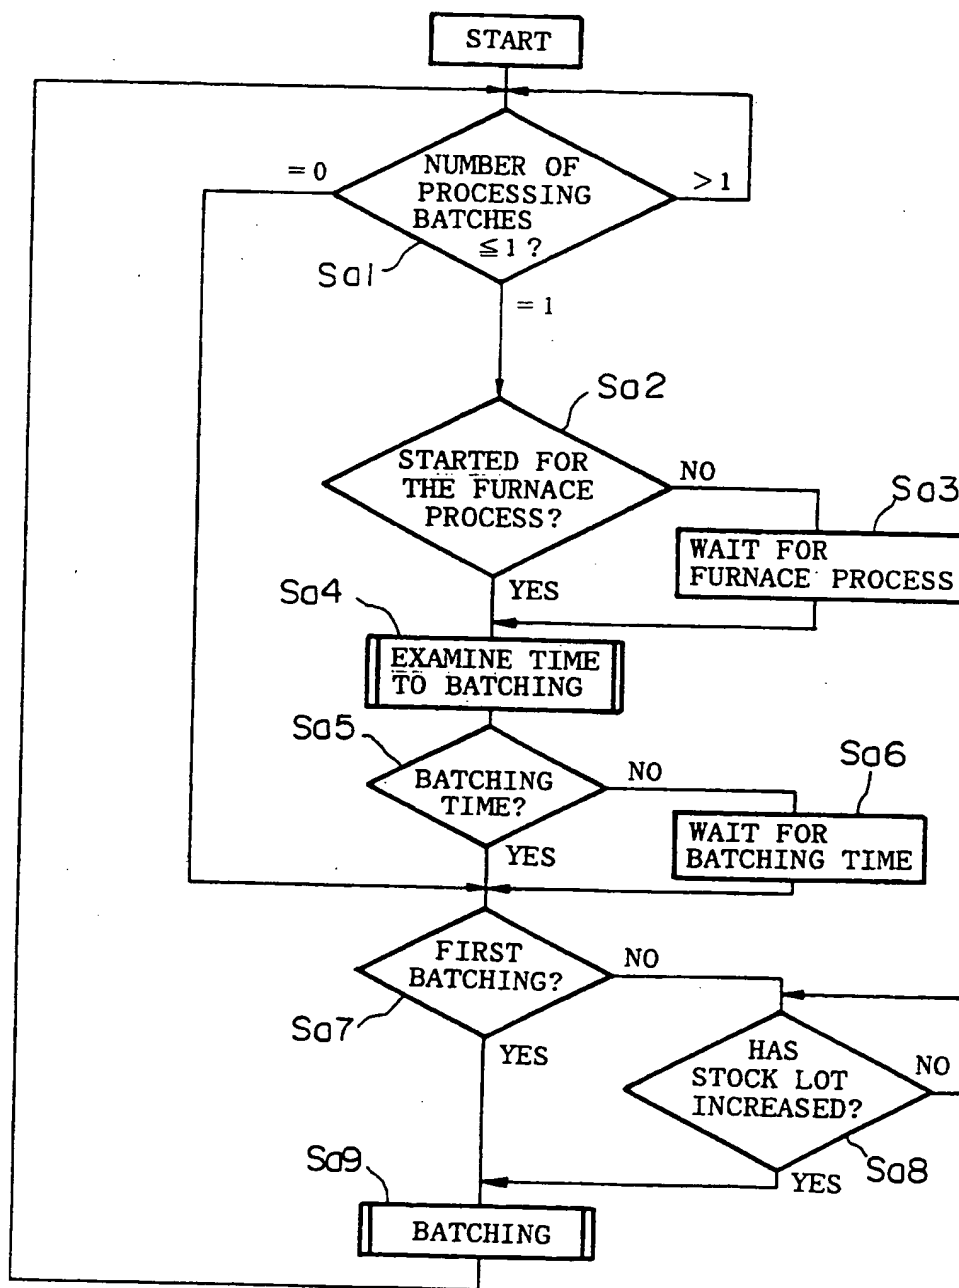 START
= 0
NUMBER OF
PROCESSING
BATCHES
≦ 1 ?
> 1
Sa1
= 1
Sa2
STARTED FOR
THE FURNACE
PROCESS?
NO
Sa3
WAIT FOR
FURNACE PROCESS
YES
Sa4
EXAMINE TIME
TO BATCHING
Sa5
BATCHING
TIME?
NO
Sa6
WAIT FOR
BATCHING TIME
YES
FIRST
BATCHING?
NO
Sa7
YES
HAS
STOCK LOT
INCREASED?
NO
Sa8
YES
Sa9
BATCHING